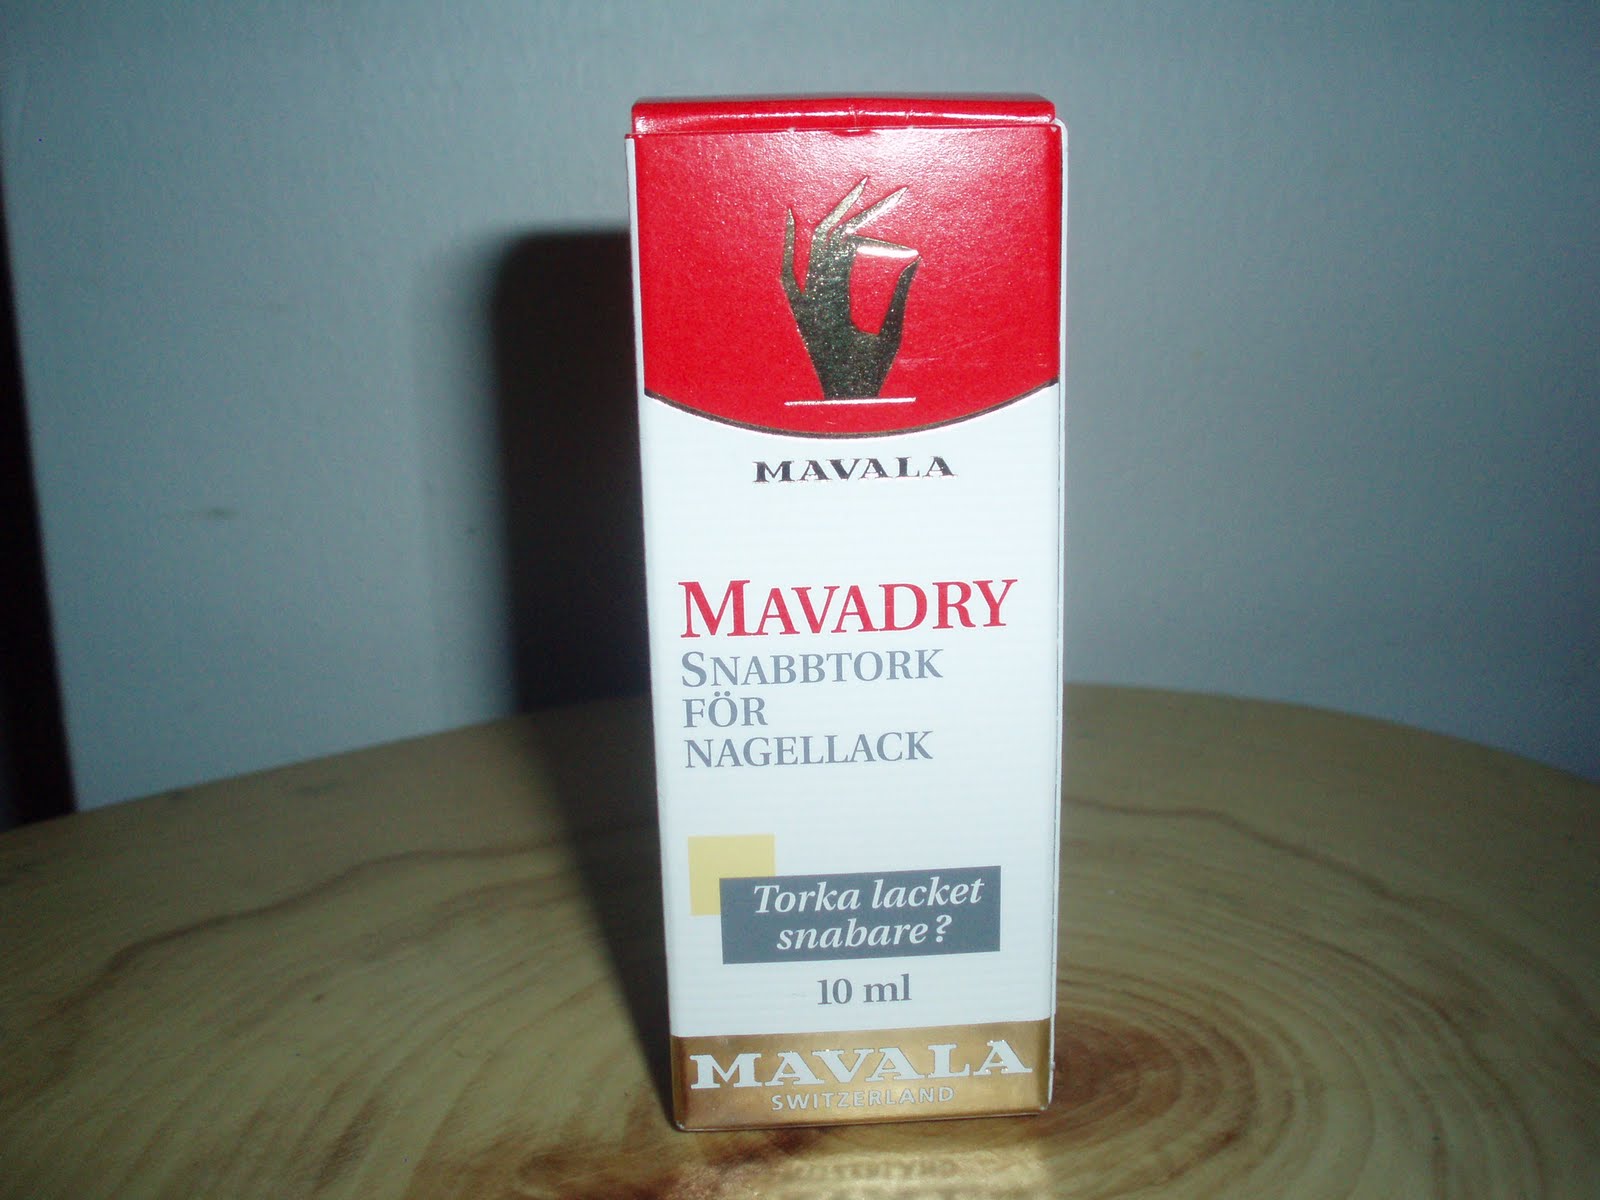 MAVALA
MAVADRY
SNABBTORK
FÖR
NAGELLACK
Torka lacket
snabare?
10 ml
MAVALA
SWITZERLAND